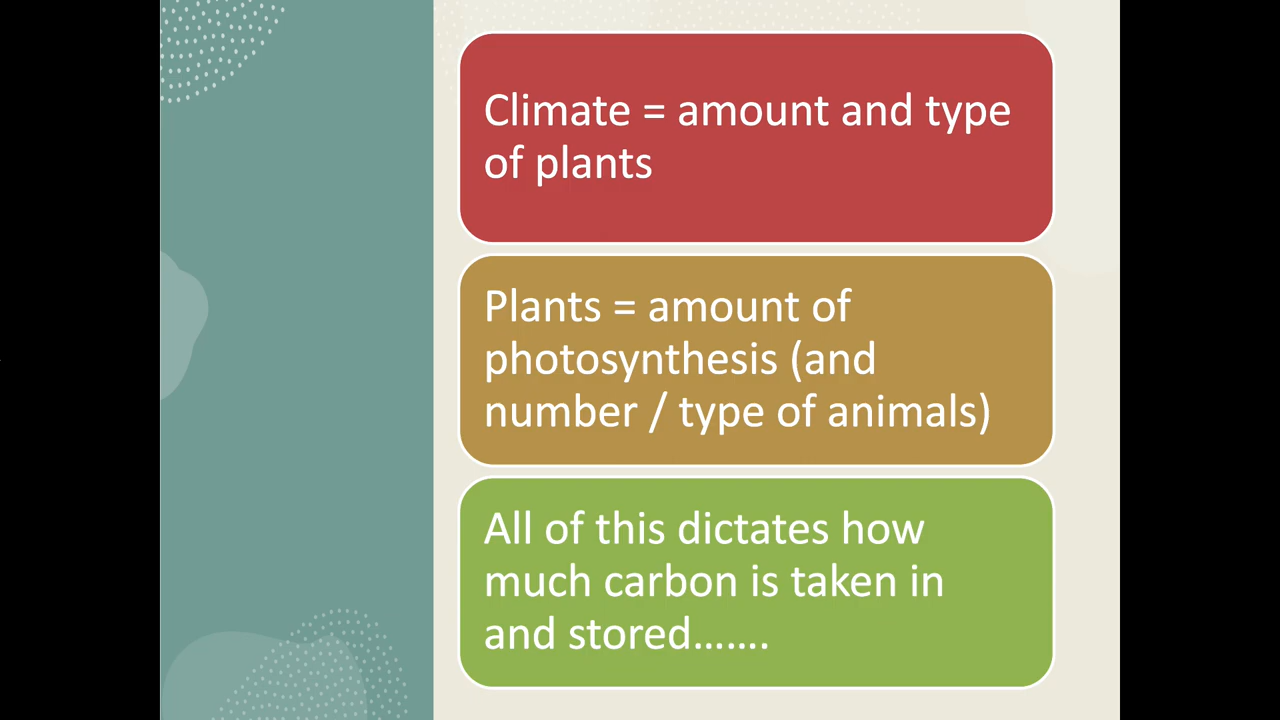 Climate = amount and type
of plants
Plants = amount of
photosynthesis (and
number / type of animals)
All of this dictates how
much carbon is taken in
and stored…….